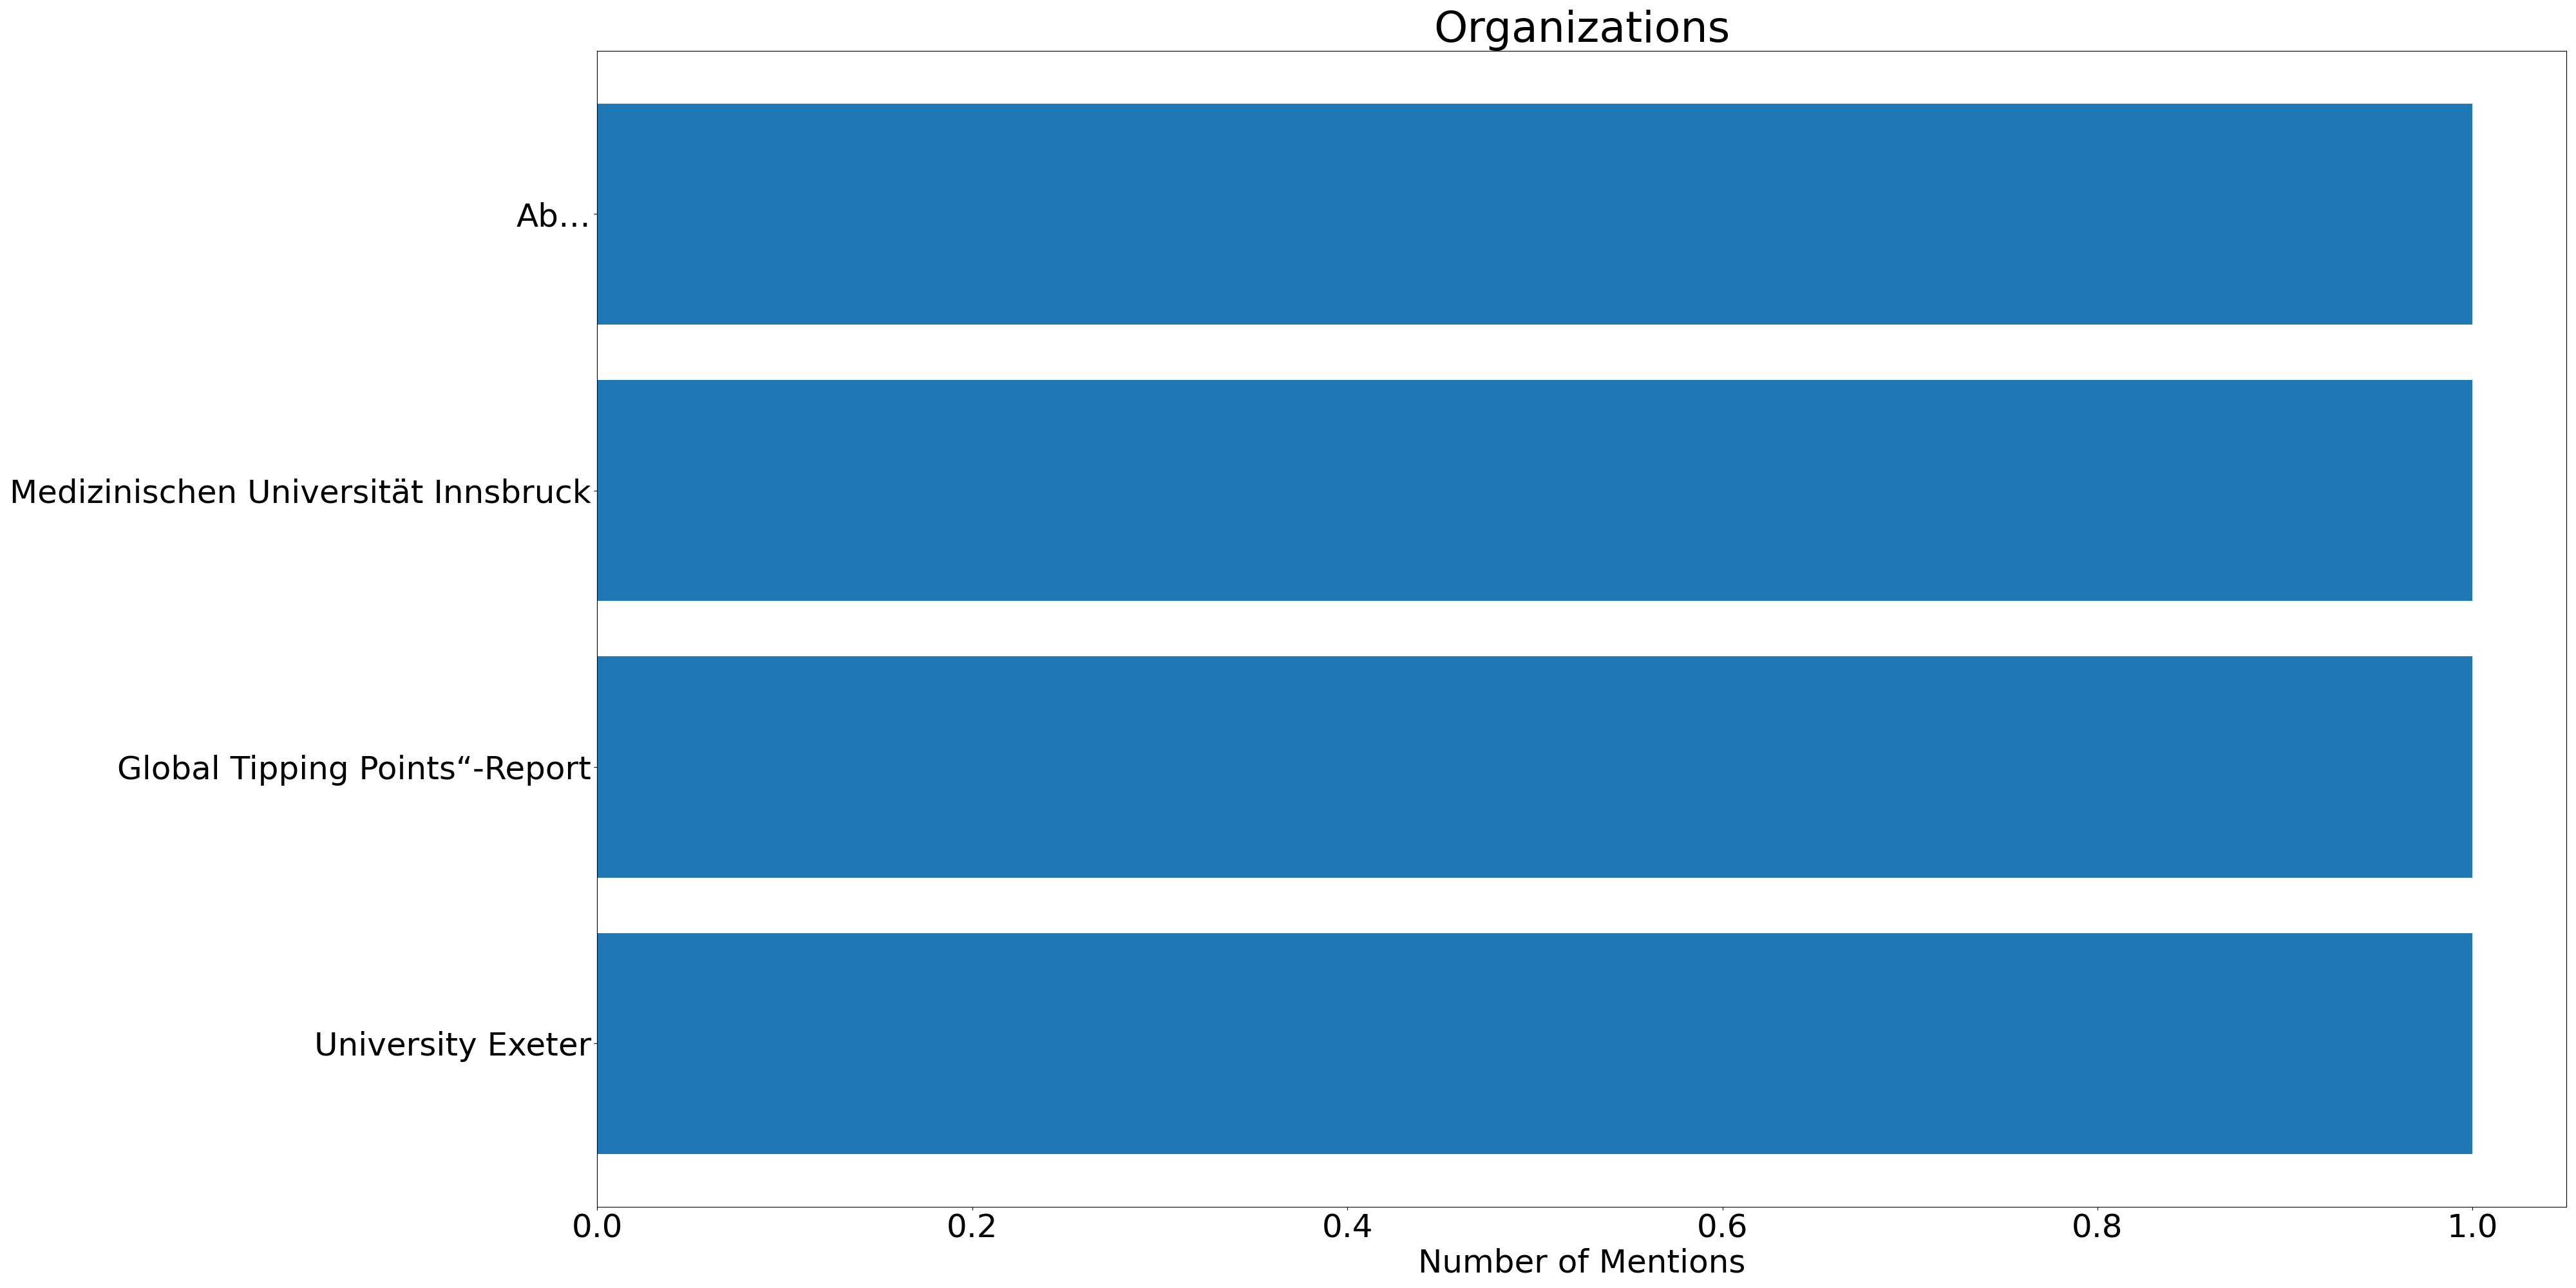 Organizations
Ab...
Medizinischen Universität Innsbruck
Global Tipping Points“-Report
University Exeter
0.0 0.2 0.4 0.6 0.8 1.0
Number of Mentions